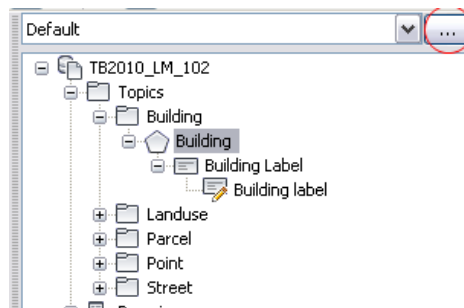 Default
...
TB2010_LM_102
Topics
Building
Building
Building Label
Building label
Landuse
Parcel
Point
Street